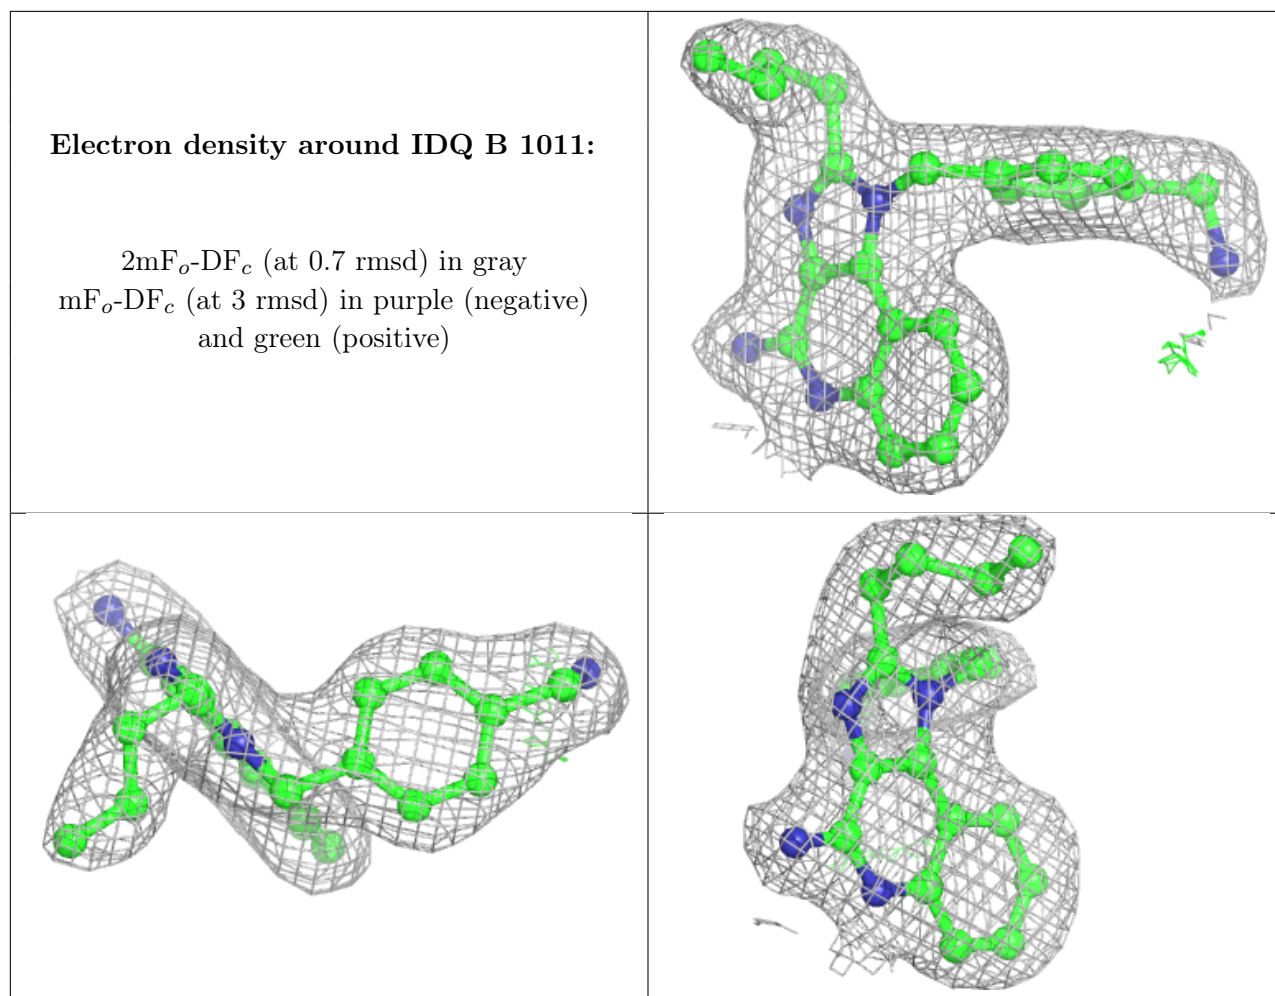 Electron density around IDQ B 1011:
2mFo-DFc (at 0.7 rmsd) in gray
mFo-DFc (at 3 rmsd) in purple (negative)
and green (positive)